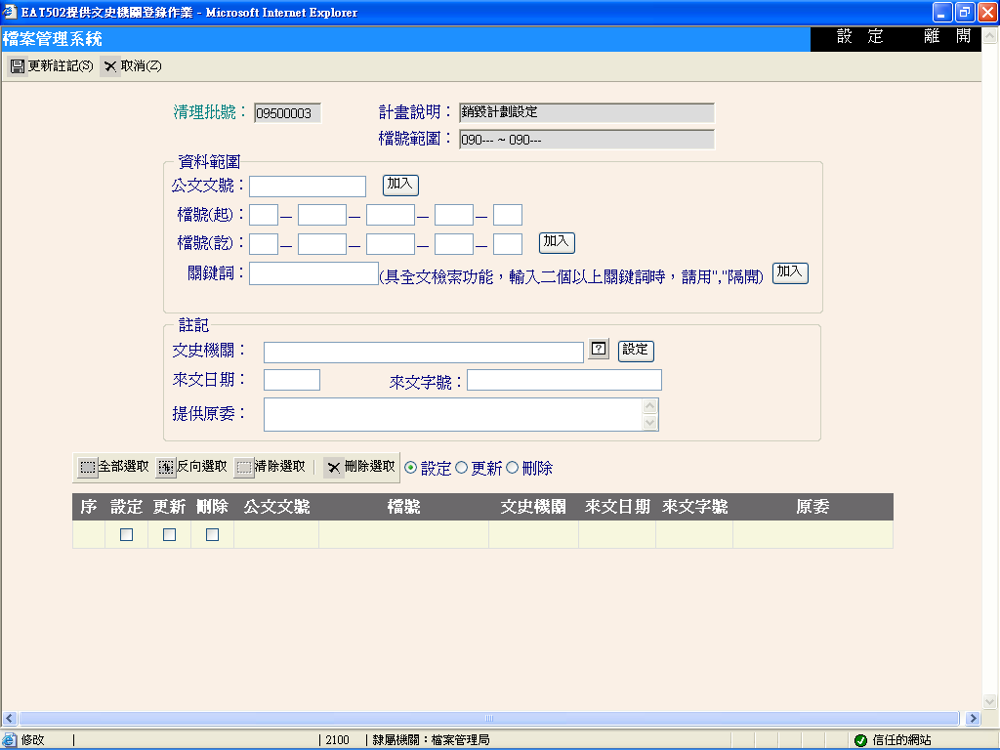 EAT502提供文史機關登錄作業 - Microsoft Internet Explorer
檔案管理系統 設 定 離 開
更新註記(S) 取消(Z)
清理批號： 09500003 計畫說明： 銷毀計劃設定
檔號範圍： 090--- ~ 090---
資料範圍
公文文號： 加入
檔號(起)： — — — —
檔號(訖)： — — — — 加入
關鍵詞： (具全文檢索功能，輸入二個以上關鍵詞時，請用","隔開) 加入
註記
文史機關： ? 設定
來文日期： 來文字號：
提供原委：
全部選取 反向選取 清除選取 刪除選取 設定 更新 刪除
序 設定 更新 刪除 公文文號 檔號 文史機關 來文日期 來文字號 原委
修改 2100 隸屬機關：檔案管理局 信任的網站